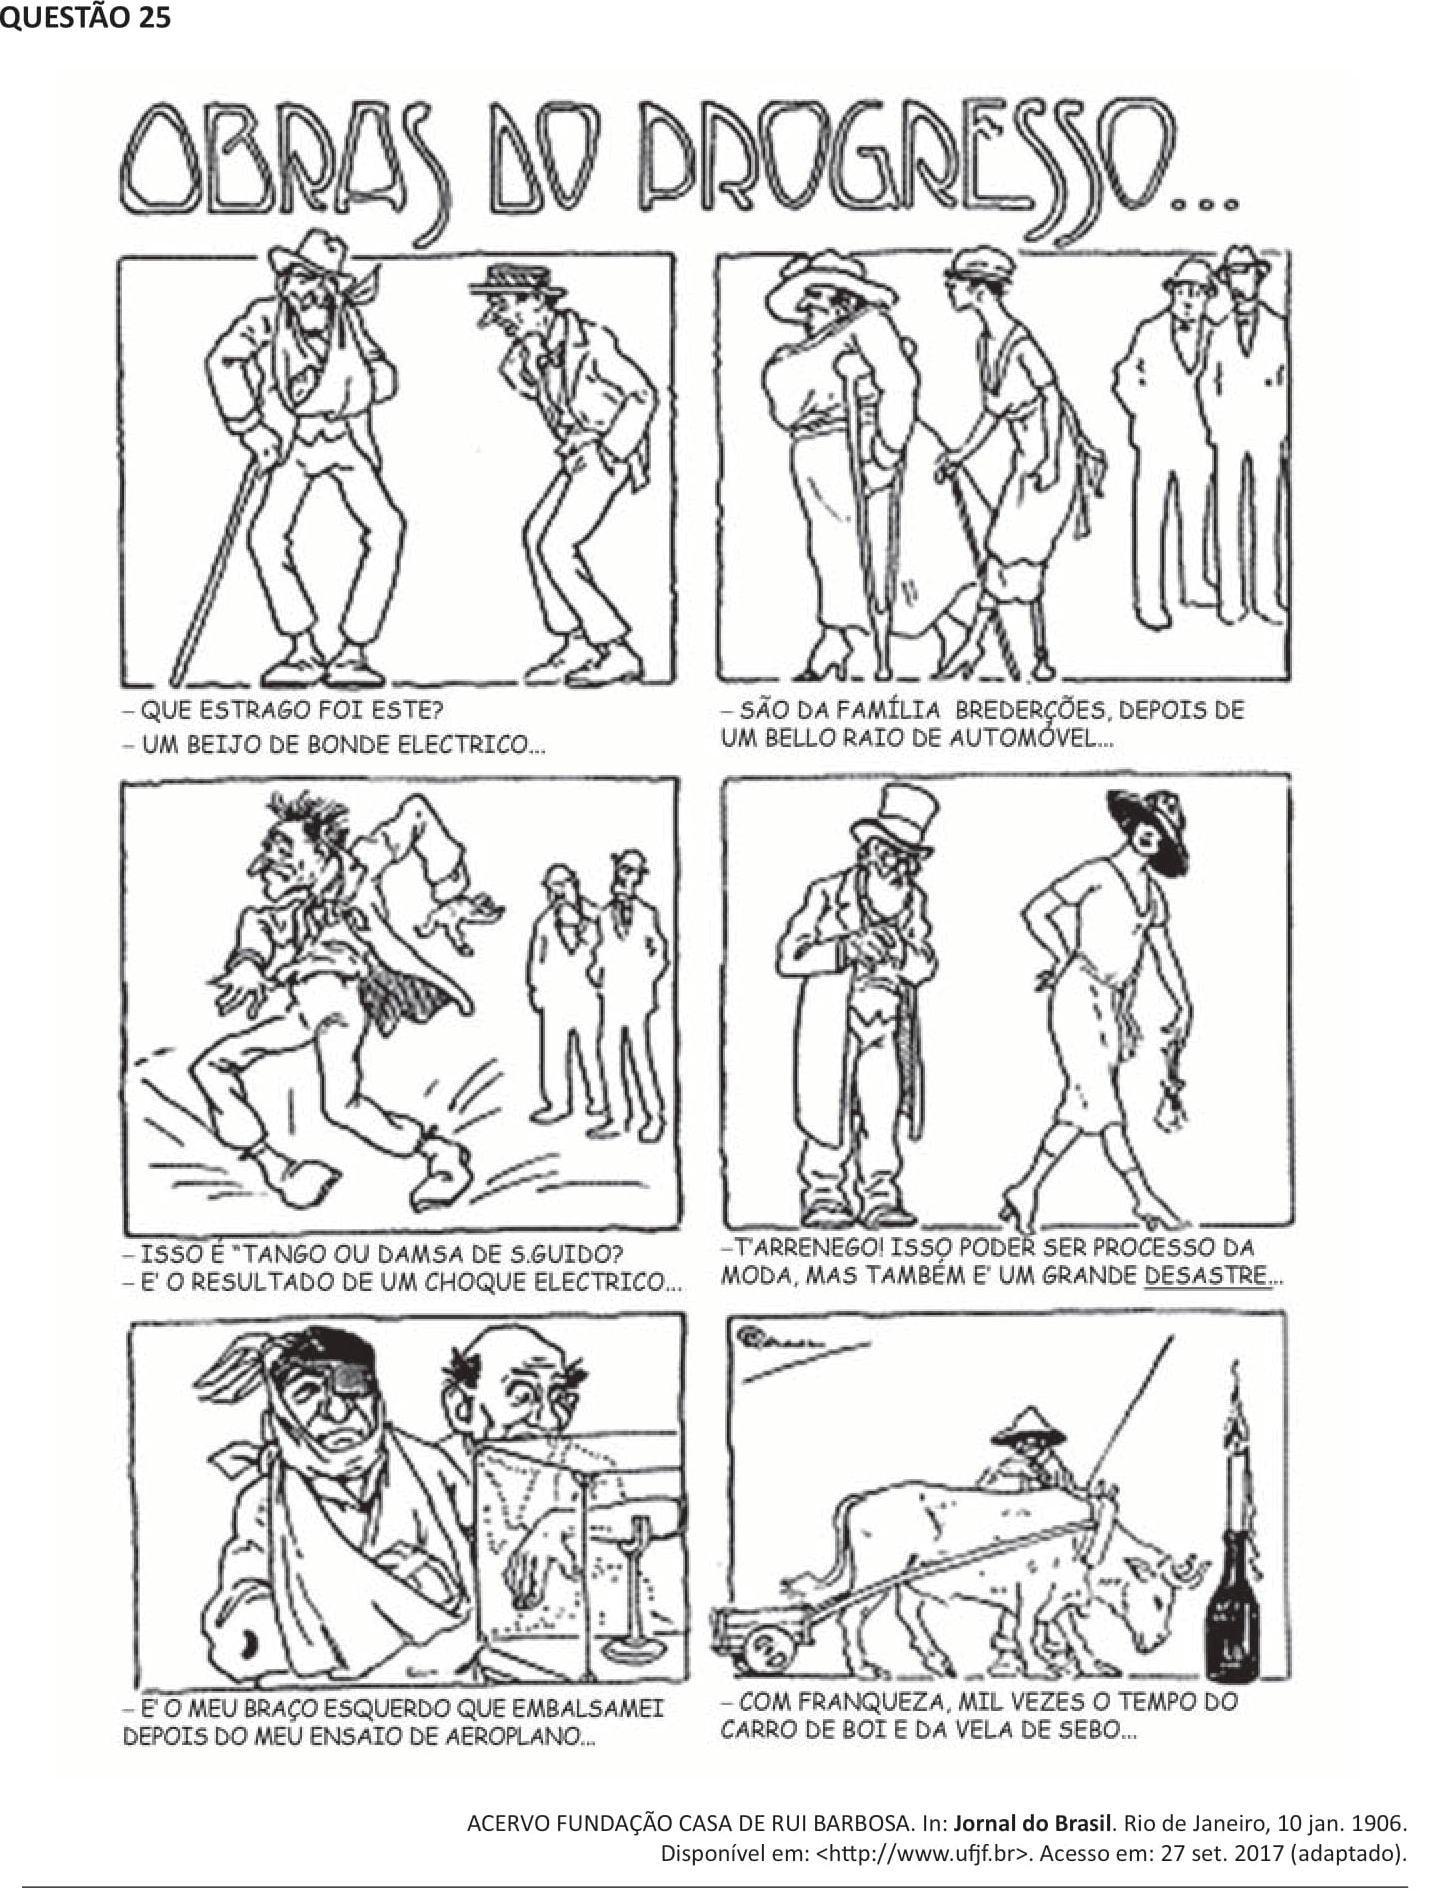 QUESTÃO 25
OBRAS DO PROGRESSO...
– QUE ESTRAGO FOI ESTE?
– UM BEIJO DE BONDE ELECTRICO...
– SÃO DA FAMÍLIA BREDERÇÕES, DEPOIS DE
UM BELLO RAIO DE AUTOMÓVEL...
– ISSO É “TANGO OU DAMSA DE S.GUIDO?
– E' O RESULTADO DE UM CHOQUE ELECTRICO...
–T'ARRENEGO! ISSO PODER SER PROCESSO DA
MODA, MAS TAMBÉM E' UM GRANDE DESASTRE...
– E' O MEU BRAÇO ESQUERDO QUE EMBALSAMEI
DEPOIS DO MEU ENSAIO DE AEROPLANO...
– COM FRANQUEZA, MIL VEZES O TEMPO DO
CARRO DE BOI E DA VELA DE SEBO...
ACERVO FUNDAÇÃO CASA DE RUI BARBOSA. In: Jornal do Brasil. Rio de Janeiro, 10 jan. 1906.
Disponível em: <http://www.ufjf.br>. Acesso em: 27 set. 2017 (adaptado).